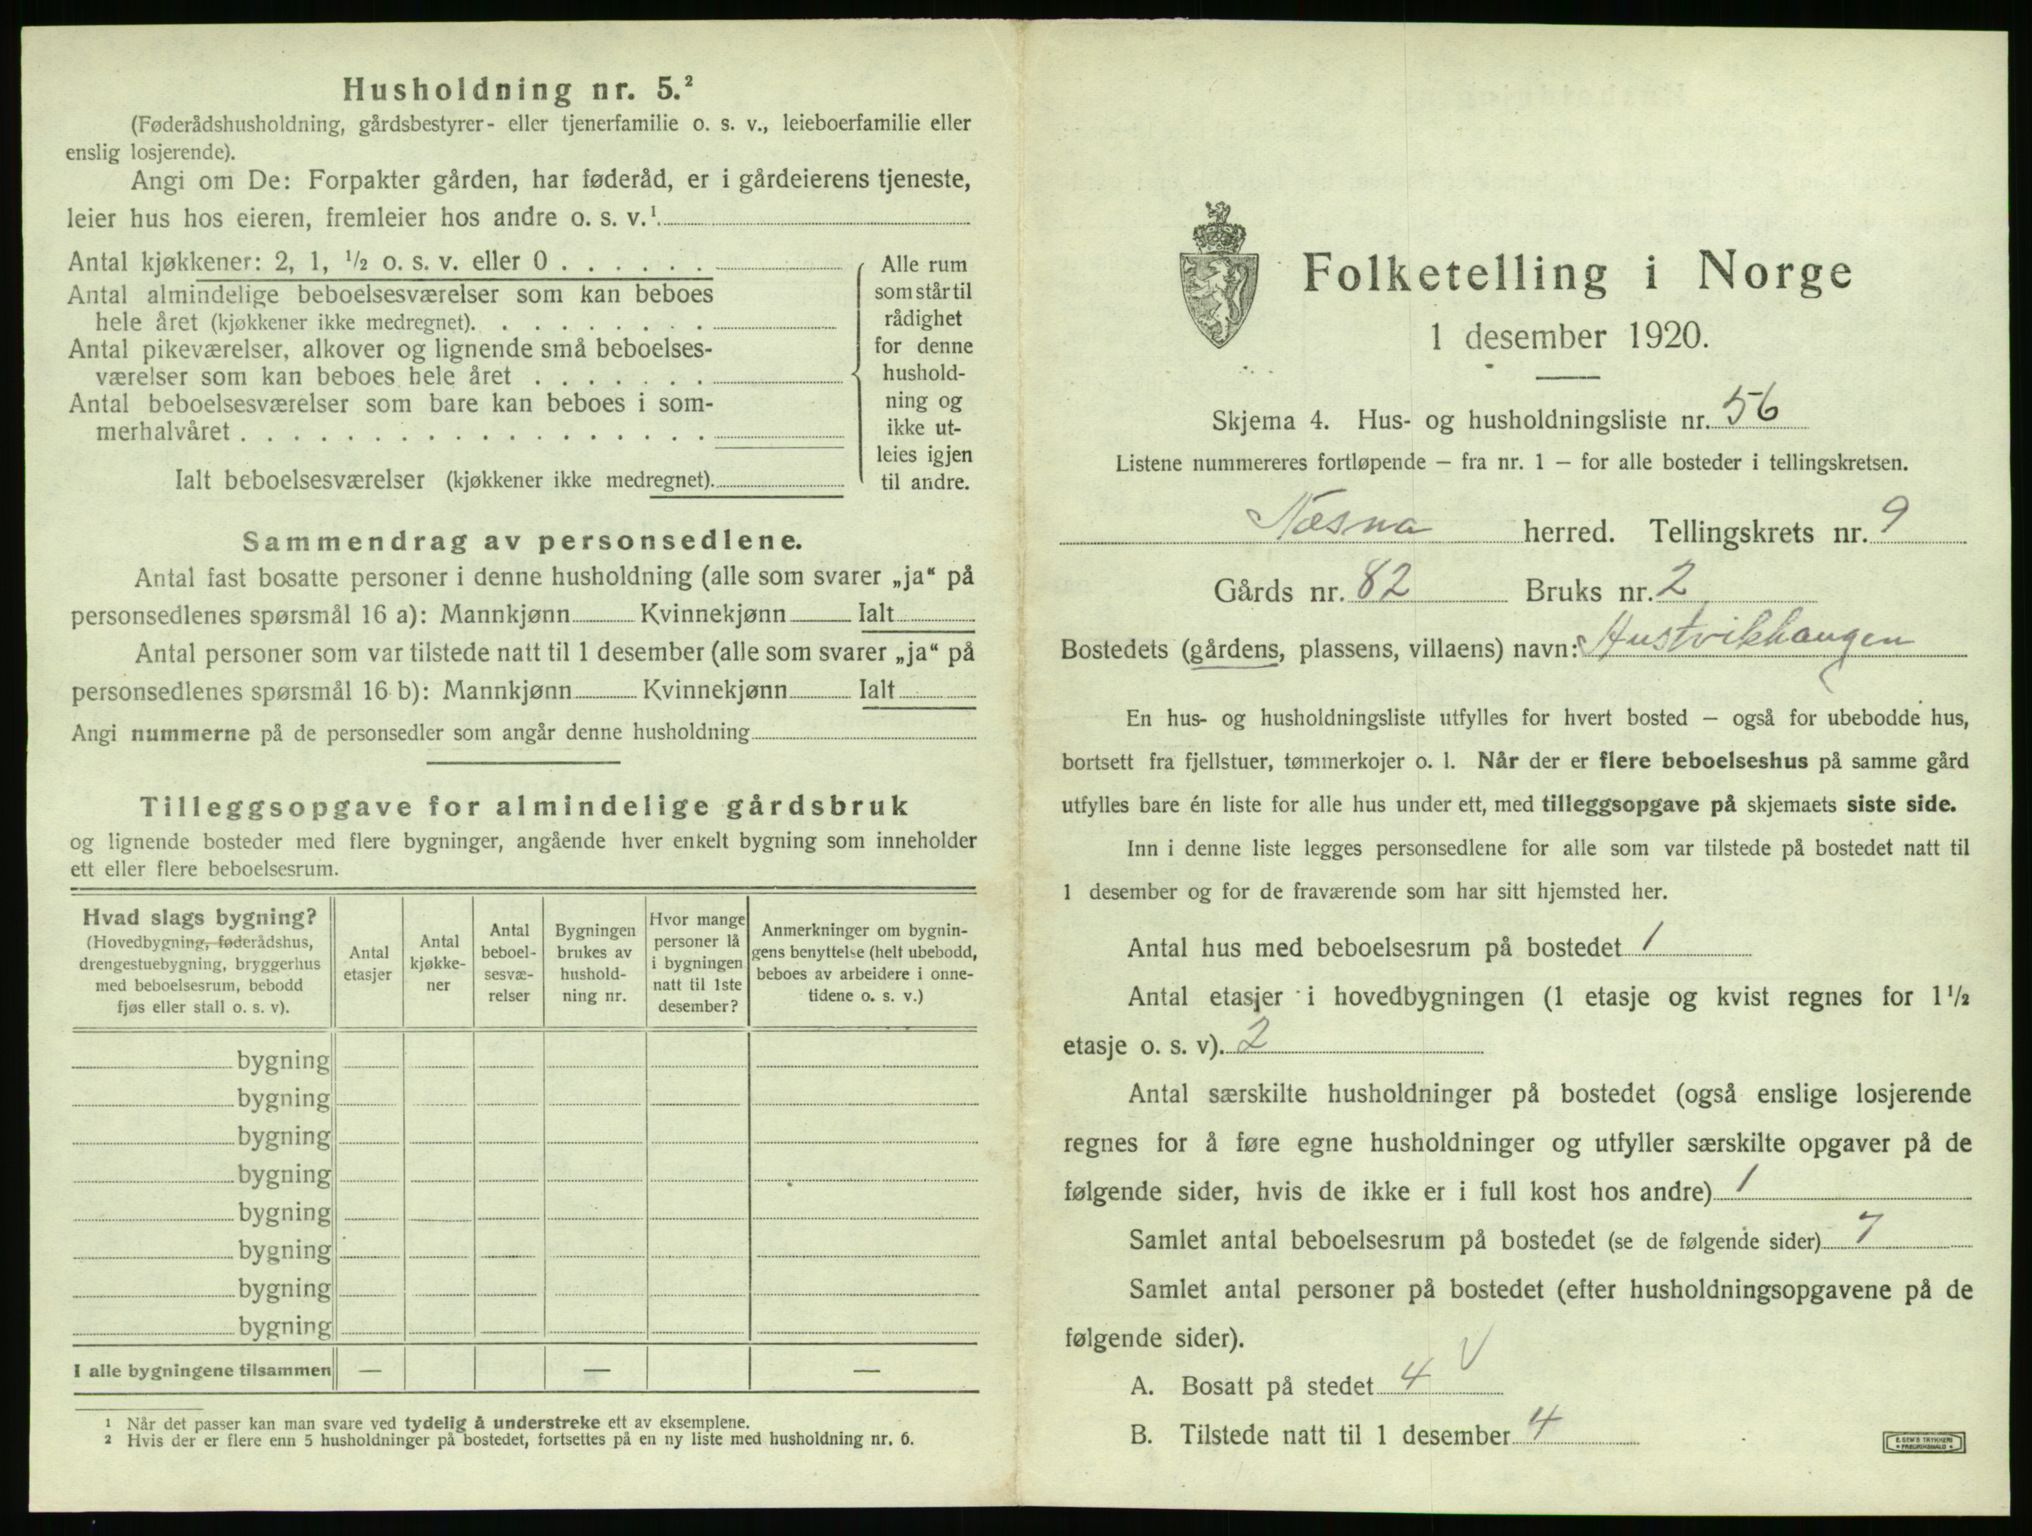 Husholdning nr. 5.²
(Føderådshusholdning, gårdsbestyrer- eller tjenerfamilie o. s. v., leieboerfamilie eller
enslig losjerende).
Angi om De: Forpakter gården, har føderåd, er i gårdeierens tjeneste,
leier hus hos eieren, fremleier hos andre o. s. v.¹
Antal kjøkkener: 2, 1, ½ o. s. v. eller 0
Antal almindelige beboelsesværelser som kan beboes
hele året (kjøkkener ikke medregnet).
Antal pikeværelser, alkover og lignende små beboelses-
værelser som kan beboes hele året
Antal beboelsesværelser som bare kan beboes i som-
merhalvåret
Ialt beboelsesværelser (kjøkkener ikke medregnet)
Alle rum
som står til
rådighet
for denne
hushold-
ning og
ikke ut-
leies igjen
til andre.
Sammendrag av personsedlene.
Antal fast bosatte personer i denne husholdning (alle som svarer „ja“ på
personsedlenes spørsmål 16 a): Mannkjønn Kvinnekjønn Ialt
Antal personer som var tilstede natt til 1 desember (alle som svarer „ja“ på
personsedlenes spørsmål 16 b): Mannkjønn Kvinnekjønn Ialt
Angi nummerne på de personsedler som angår denne husholdning
Tilleggsopgave for almindelige gårdsbruk
og lignende bosteder med flere bygninger, angående hver enkelt bygning som inneholder
ett eller flere beboelsesrum.
Hvad slags bygning?
(Hovedbygning, føderådshus,
drengestuebygning, bryggerhus
med beboelsesrum, bebodd
fjøs eller stall o. s. v).
Antal
etasjer
Antal
kjøkke-
ner
Antal
beboel-
sesvæ-
relser
Bygningen
brukes av
hushold-
ning nr.
Hvor mange
personer lå
i bygningen
natt til 1ste
desember?
Anmerkninger om bygnin-
gens benyttelse (helt ubebodd,
beboes av arbeidere i onne-
tidene o. s. v.)
bygning
bygning
bygning
bygning
bygning
bygning
bygning
bygning
I alle bygningene tilsammen — — —
¹ Når det passer kan man svare ved tydelig å understreke ett av eksemplene.
² Hvis der er flere enn 5 husholdninger på bostedet, fortsettes på en ny liste med husholdning nr. 6.
Folketelling i Norge
1 desember 1920.
Skjema 4. Hus- og husholdningsliste nr. 56
Listene nummereres fortløpende – fra nr. 1 – for alle bosteder i tellingskretsen.
Næsna herred. Tellingskrets nr. 9
Gårds nr. 82 Bruks nr. 2
Bostedets (gårdens, plassens, villaens) navn: Hustvikhaugen
En hus- og husholdningsliste utfylles for hvert bosted – også for ubebodde hus,
bortsett fra fjellstuer, tømmerkojer o. l. Når der er flere beboelseshus på samme gård
utfylles bare én liste for alle hus under ett, med tilleggsopgave på skjemaets siste side.
Inn i denne liste legges personsedlene for alle som var tilstede på bostedet natt til
1 desember og for de fraværende som har sitt hjemsted her.
Antal hus med beboelsesrum på bostedet 1
Antal etasjer i hovedbygningen (1 etasje og kvist regnes for 1½
etasje o. s. v). 2
Antal særskilte husholdninger på bostedet (også enslige losjerende
regnes for å føre egne husholdninger og utfyller særskilte opgaver på de
følgende sider, hvis de ikke er i full kost hos andre) 1
Samlet antal beboelsesrum på bostedet (se de følgende sider) 7
Samlet antal personer på bostedet (efter husholdningsopgavene på de
følgende sider).
A. Bosatt på stedet 4 V
B. Tilstede natt til 1 desember 4
E. SEM'S TRYKKERI
• FREDRIKSHALD •